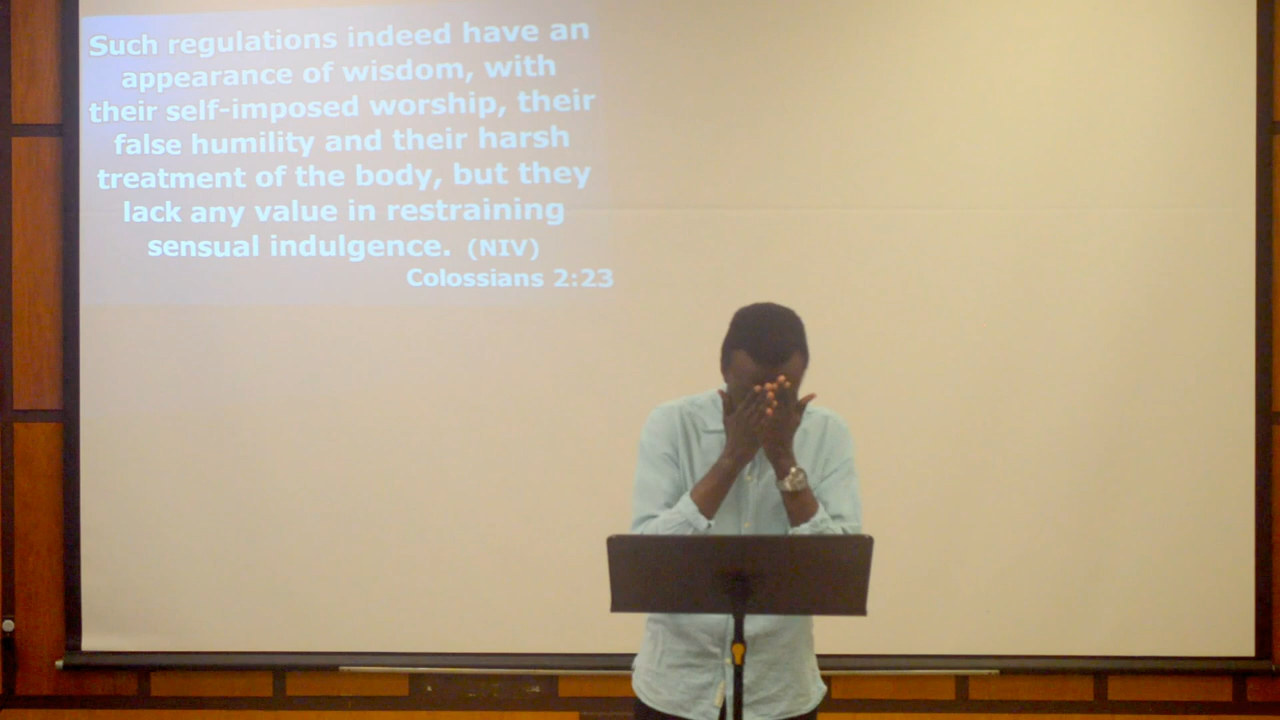 Such regulations indeed have an
appearance of wisdom, with
their self-imposed worship, their
false humility and their harsh
treatment of the body, but they
lack any value in restraining
sensual indulgence. (NIV)
Colossians 2:23